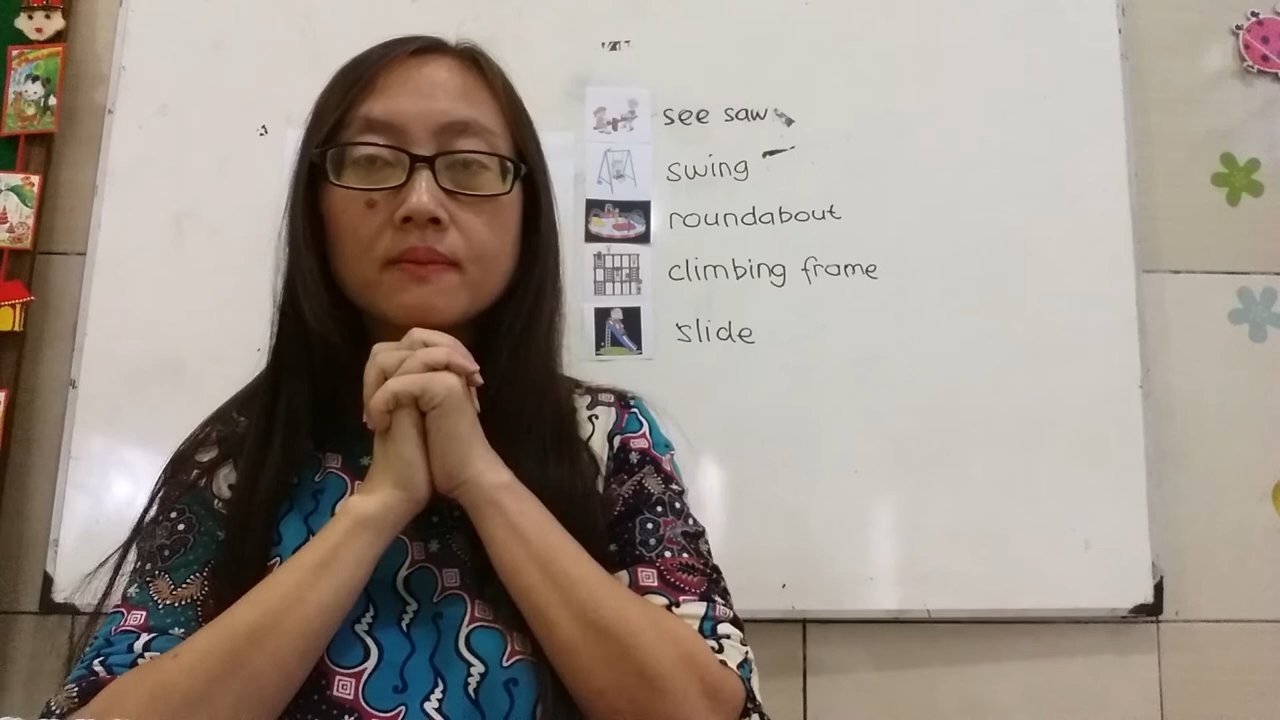 see saw
swing
roundabout
climbing frame
slide